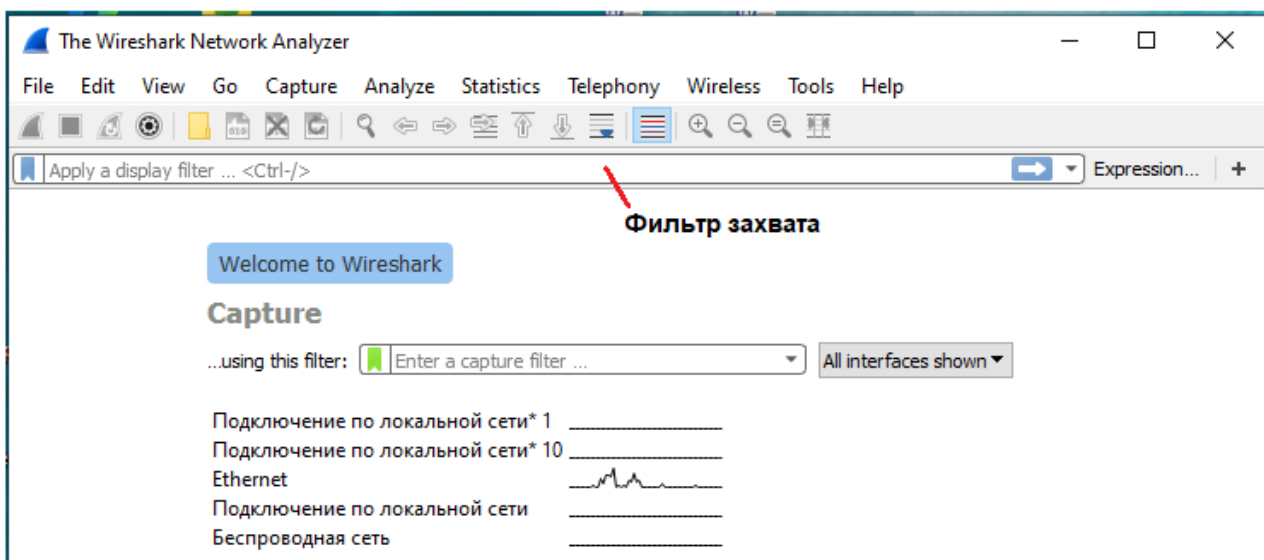 The Wireshark Network Analyzer
File Edit View Go Capture Analyze Statistics Telephony Wireless Tools Help
Apply a display filter ... <Ctrl-/> Expression... +
Фильтр захвата
Welcome to Wireshark
Capture
...using this filter: Enter a capture filter ... All interfaces shown
Подключение по локальной сети* 1
Подключение по локальной сети* 10
Ethernet
Подключение по локальной сети
Беспроводная сеть